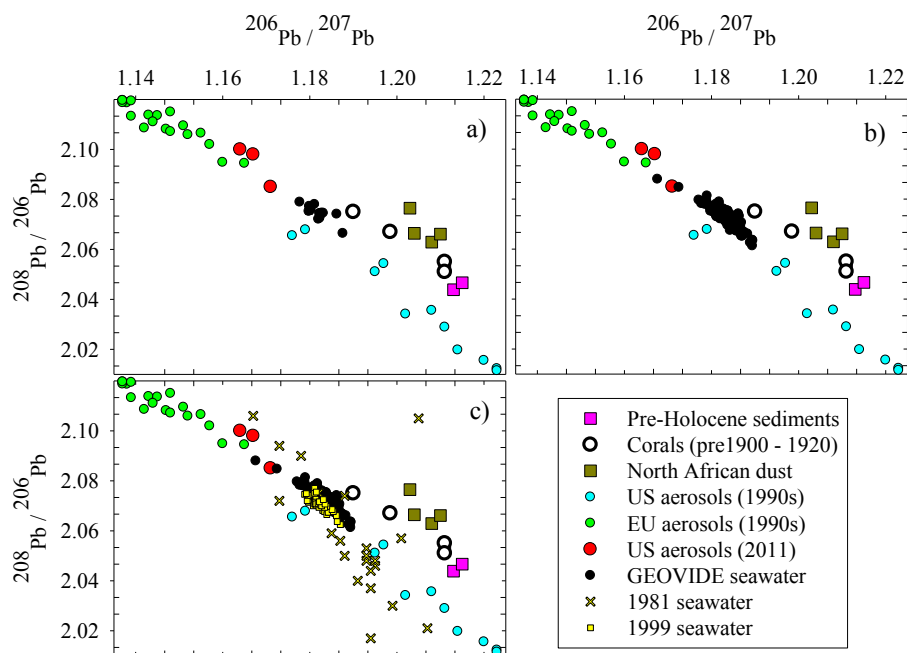 206Pb / 207Pb 206Pb / 207Pb
1.14 1.16 1.18 1.20 1.22 1.14 1.16 1.18 1.20 1.22
a) b)
2.10
2.08
2.06
2.04
2.02
208Pb / 206Pb
c)
2.10
2.08
2.06
2.04
2.02
208Pb / 206Pb
Pre-Holocene sediments
Corals (pre1900 - 1920)
North African dust
US aerosols (1990s)
EU aerosols (1990s)
US aerosols (2011)
GEOVIDE seawater
1981 seawater
1999 seawater